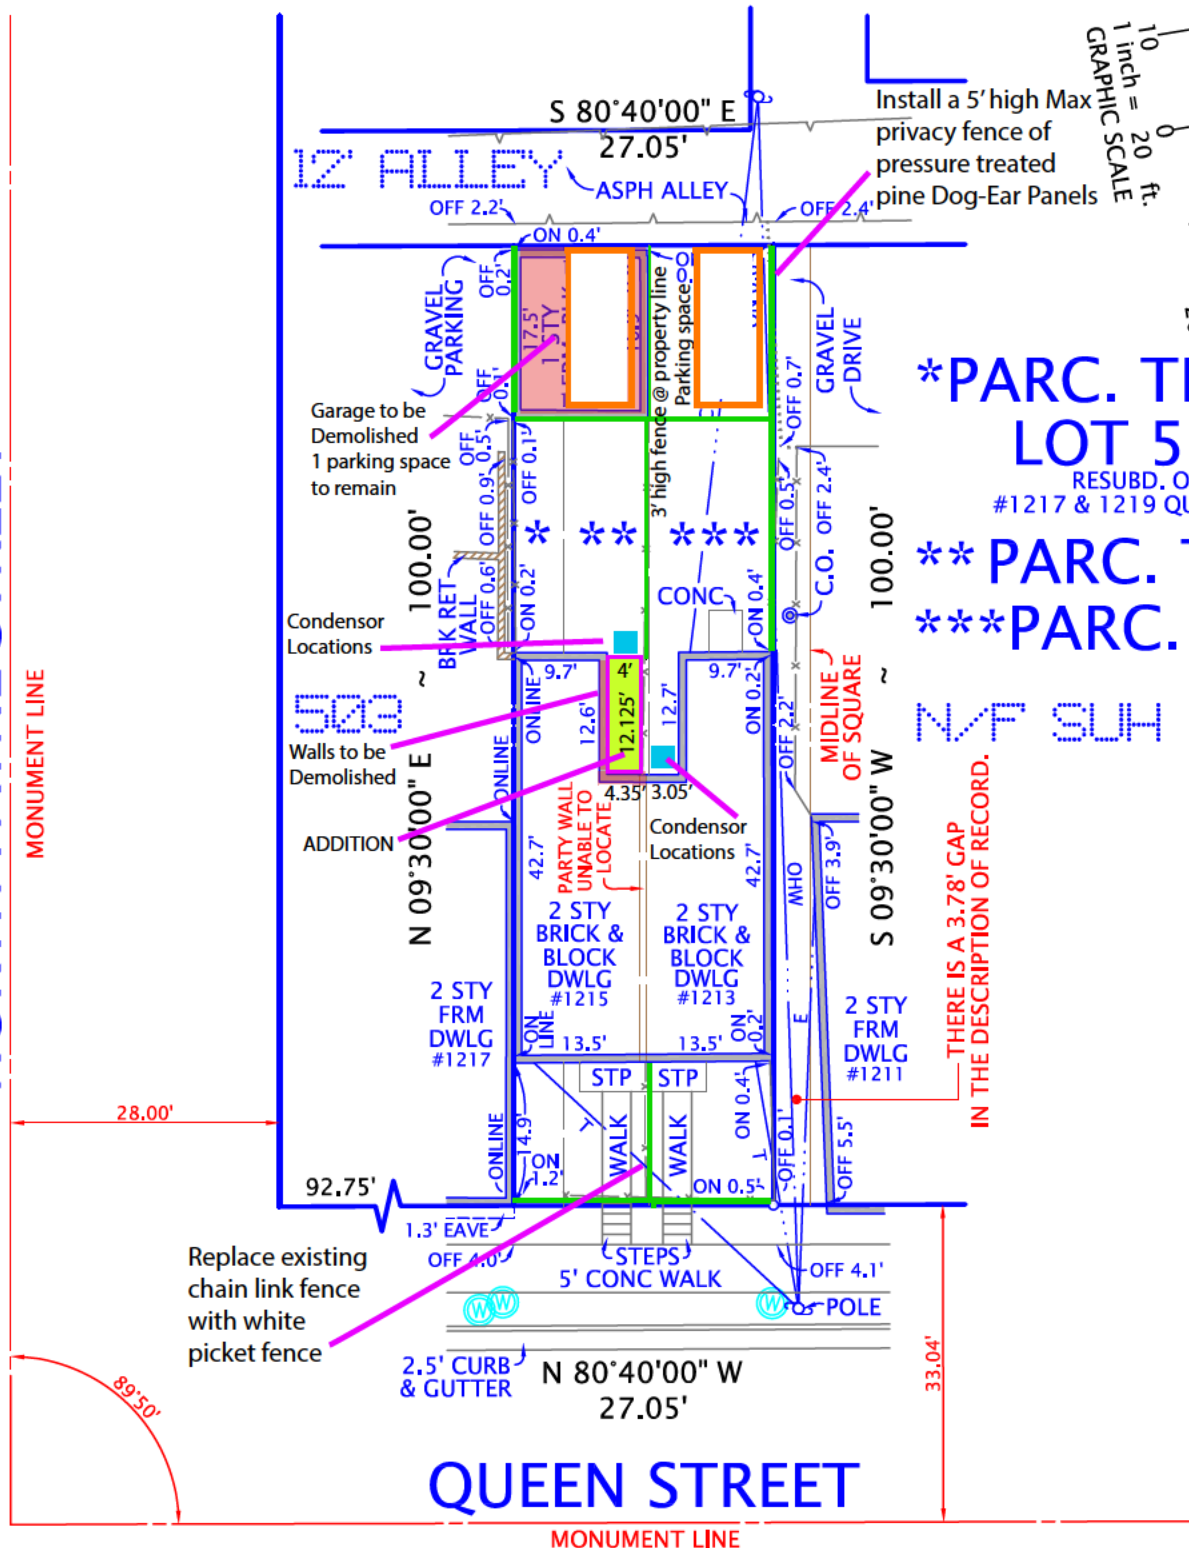 10 0
1 inch = 20 ft.
GRAPHIC SCALE
S 80°40'00" E
27.05'
12' ALLEY
ASPH ALLEY
OFF 2.2'
OFF 2.4'
ON 0.4'
Install a 5' high Max
privacy fence of
pressure treated
pine Dog-Ear Panels
GRAVEL
PARKING
OFF
0.2'
17.5'
1 STY
3' high fence @ property line
Parking space
GRAVEL
DRIVE
OFF 0.7'
OFF
0.1'
Garage to be
Demolished
1 parking space
to remain
OFF
0.5'
OFF 0.1'
OFF 0.9'
OFF 0.5'
OFF 2.4'
*PARC.
LOT 5
RESUBD.
#1217 & 1219
** PARC.
***PARC.
N/F SUH
* ** ***
100.00'
~
N 09°30'00" E
100.00'
~
S 09°30'00" W
BRK RET
WALL
OFF 0.6'
ON 0.2'
CONC
ON 0.4'
C.O.
Condensor
Locations
9.7'
4'
9.7'
ONLINE
12.6'
12.125'
12.7'
ON 0.2'
OFF 2.2'
MIDLINE
OF SQUARE
503
Walls to be
Demolished
ONLINE
4.35'
3.05'
ADDITION
Condensor
Locations
PARTY WALL
UNABLE TO
LOCATE
42.7'
42.7'
OHW
OFF 3.9'
THERE IS A 3.78' GAP
IN THE DESCRIPTION OF RECORD.
2 STY
BRICK &
BLOCK
DWLG
#1215
2 STY
BRICK &
BLOCK
DWLG
#1213
2 STY
FRM
DWLG
#1217
2 STY
FRM
DWLG
#1211
E
ON
LINE
13.5'
13.5'
ON
0.2'
STP
STP
WALK
WALK
T
T
ON 0.4'
OFF 0.1'
OFF 5.5'
ONLINE
14.9'
ON
1.2'
ON 0.5'
MONUMENT LINE
28.00'
92.75'
1.3' EAVE
OFF 4.0'
STEPS
5' CONC WALK
OFF 4.1'
Replace existing
chain link fence
with white
picket fence
W
W
W
POLE
2.5' CURB
& GUTTER
N 80°40'00" W
27.05'
33.04'
89°50'
QUEEN STREET
MONUMENT LINE